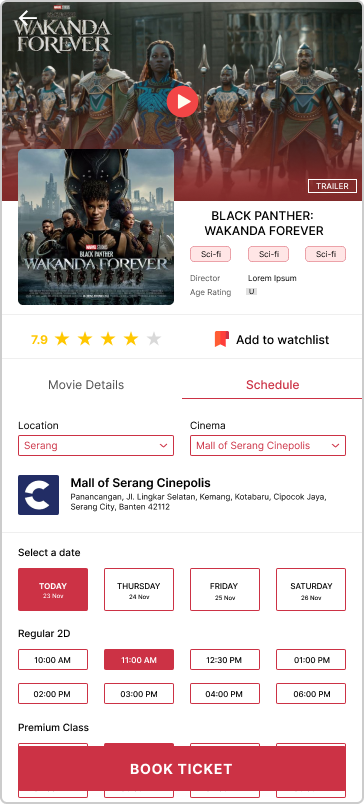 MARVEL STUDIOS
WAKANDA
FOREVER
MARVEL STUDIOS
BLACK PANTHER
WAKANDA FOREVER
TRAILER
BLACK PANTHER:
WAKANDA FOREVER
Sci-fi Sci-fi Sci-fi
Director Lorem Ipsum
Age Rating U
7.9
Add to watchlist
Movie Details Schedule
Location Cinema
Serang Mall of Serang Cinepolis
Mall of Serang Cinepolis
Panancangan, Jl. Lingkar Selatan, Kemang, Kotabaru, Cipocok Jaya,
Serang City, Banten 42112
Select a date
TODAY THURSDAY FRIDAY SATURDAY
23 Nov 24 Nov 25 Nov 26 Nov
Regular 2D
10:00 AM 11:00 AM 12:30 PM 01:00 PM
02:00 PM 03:00 PM 04:00 PM 06:00 PM
Premium Class
BOOK TICKET